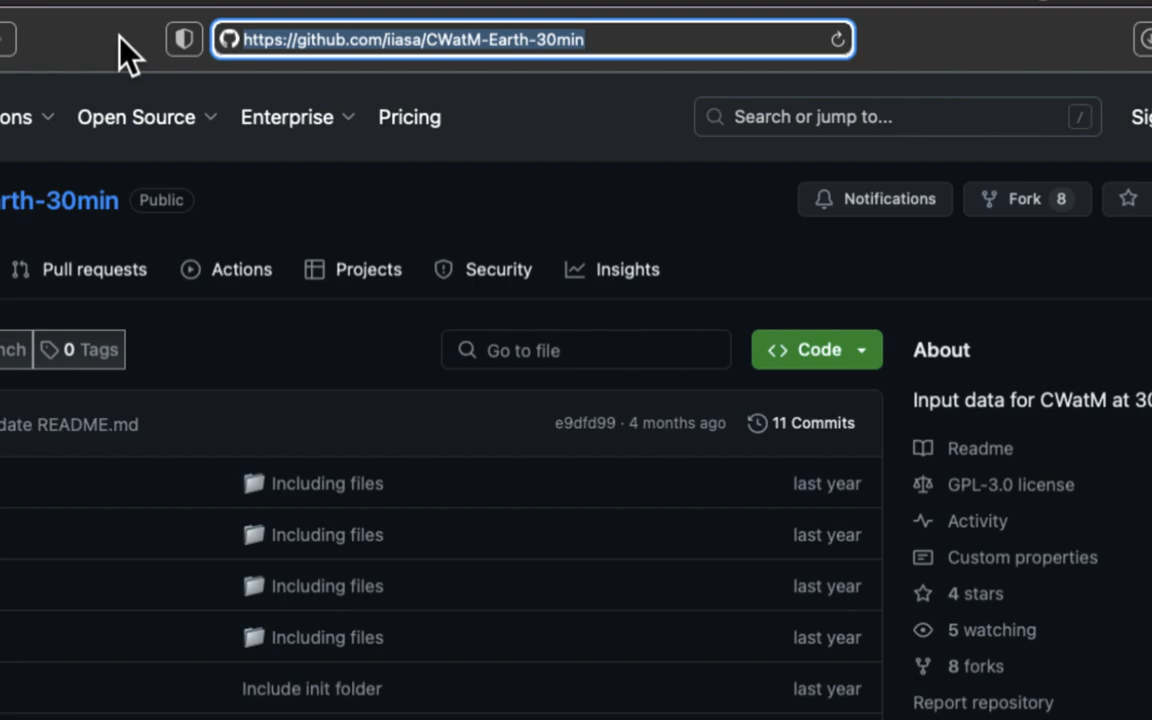 https://github.com/iiasa/CWatM-Earth-30min
ons Open Source Enterprise Pricing Search or jump to... / Sig
rth-30min Public Notifications Fork 8
Pull requests Actions Projects Security Insights
nch 0 Tags Go to file Code About
Input data for CWatM at 30
date README.md e9dfd99 · 4 months ago 11 Commits
Readme
Including files last year
GPL-3.0 license
Activity
Including files last year
Custom properties
Including files last year
4 stars
5 watching
Including files last year
8 forks
Include init folder last year
Report repository